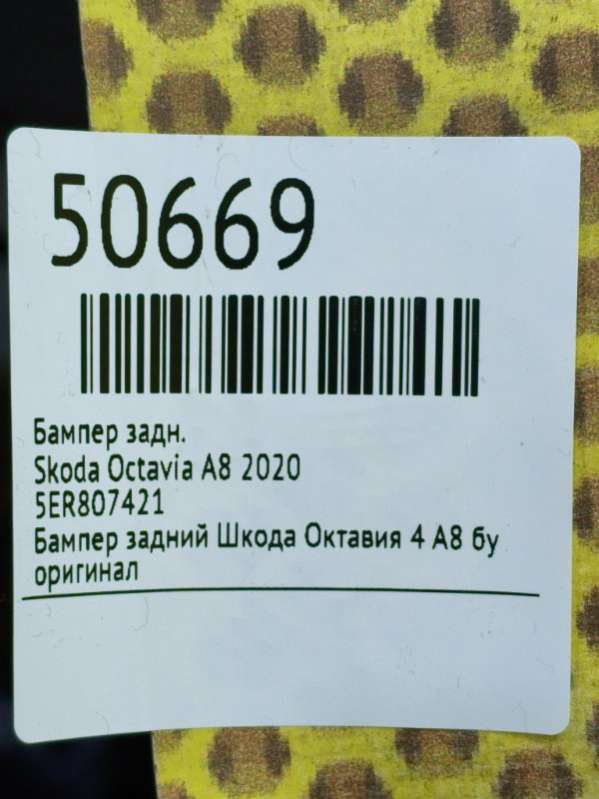 50669
Бампер задн.
Skoda Octavia A8 2020
5ER807421
Бампер задний Шкода Октавия 4 А8 бу
оригинал